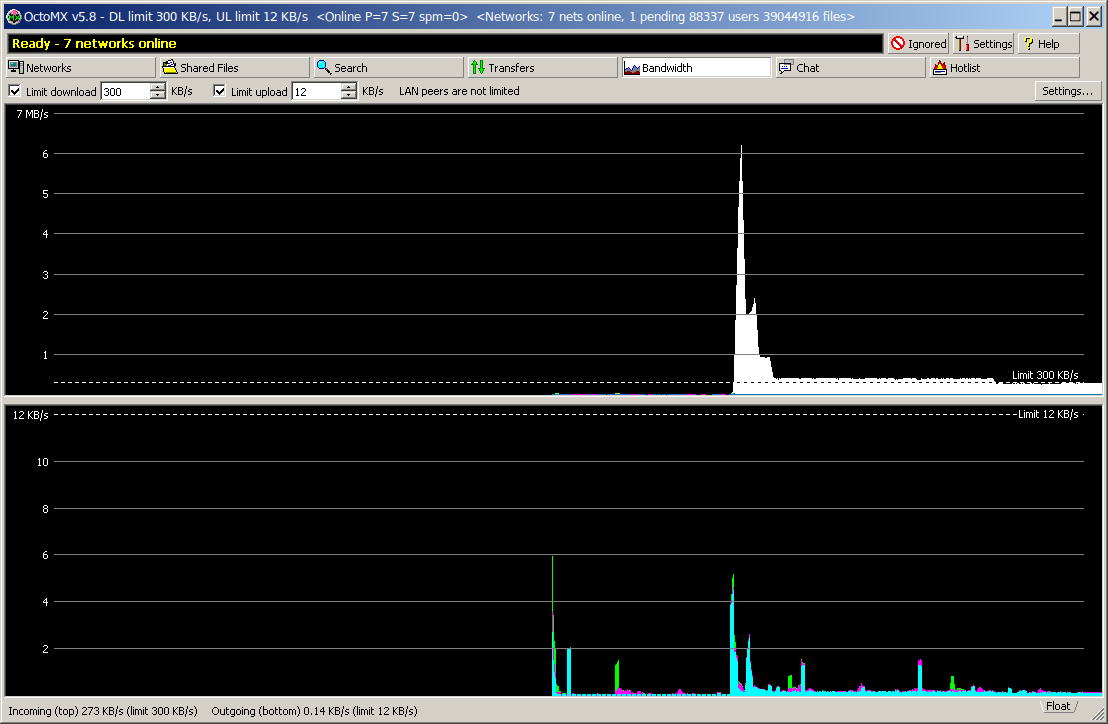 OctoMX v5.8 - DL limit 300 KB/s, UL limit 12 KB/s <Online P=7 S=7 spm=0> <Networks: 7 nets online, 1 pending 88337 users 39044916 files>
Ready - 7 networks online Ignored Settings Help
Networks Shared Files Search Transfers Bandwidth Chat Hotlist
Limit download 300 KB/s Limit upload 12 KB/s LAN peers are not limited Settings...
7 MB/s
6
5
4
3
2
1
Limit 300 KB/s
12 KB/s Limit 12 KB/s
10
8
6
4
2
Incoming (top) 273 KB/s (limit 300 KB/s) Outgoing (bottom) 0.14 KB/s (limit 12 KB/s) Float